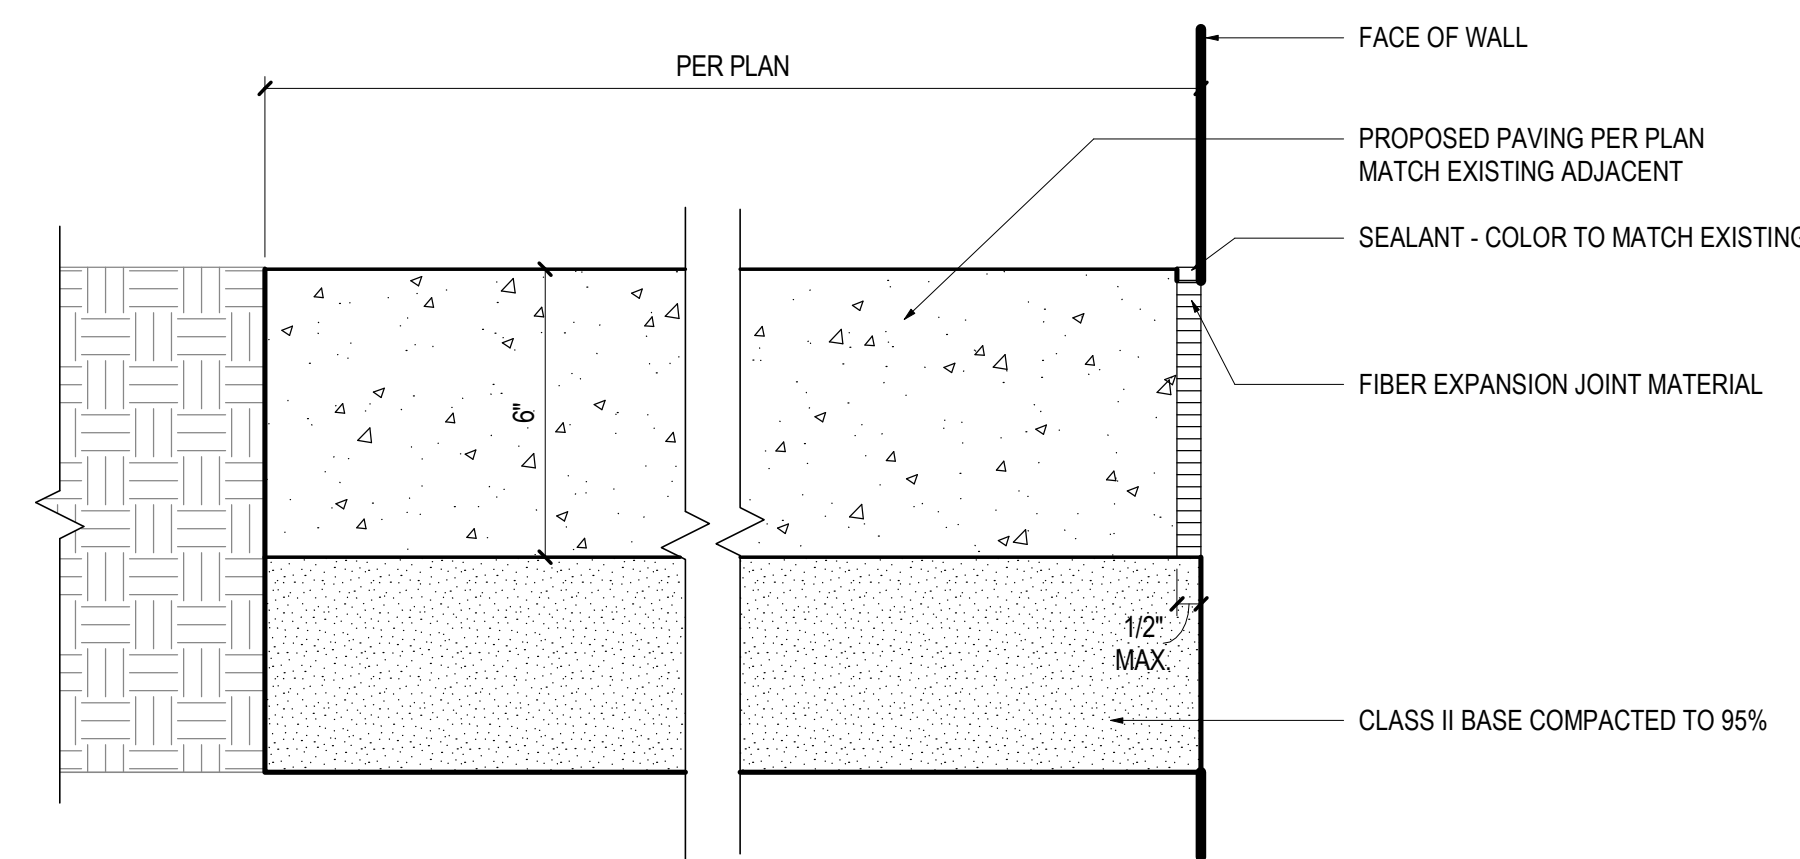 PER PLAN
FACE OF WALL
PROPOSED PAVING PER PLAN
MATCH EXISTING ADJACENT
SEALANT - COLOR TO MATCH EXISTING
FIBER EXPANSION JOINT MATERIAL
6"
1/2"
MAX.
CLASS II BASE COMPACTED TO 95%